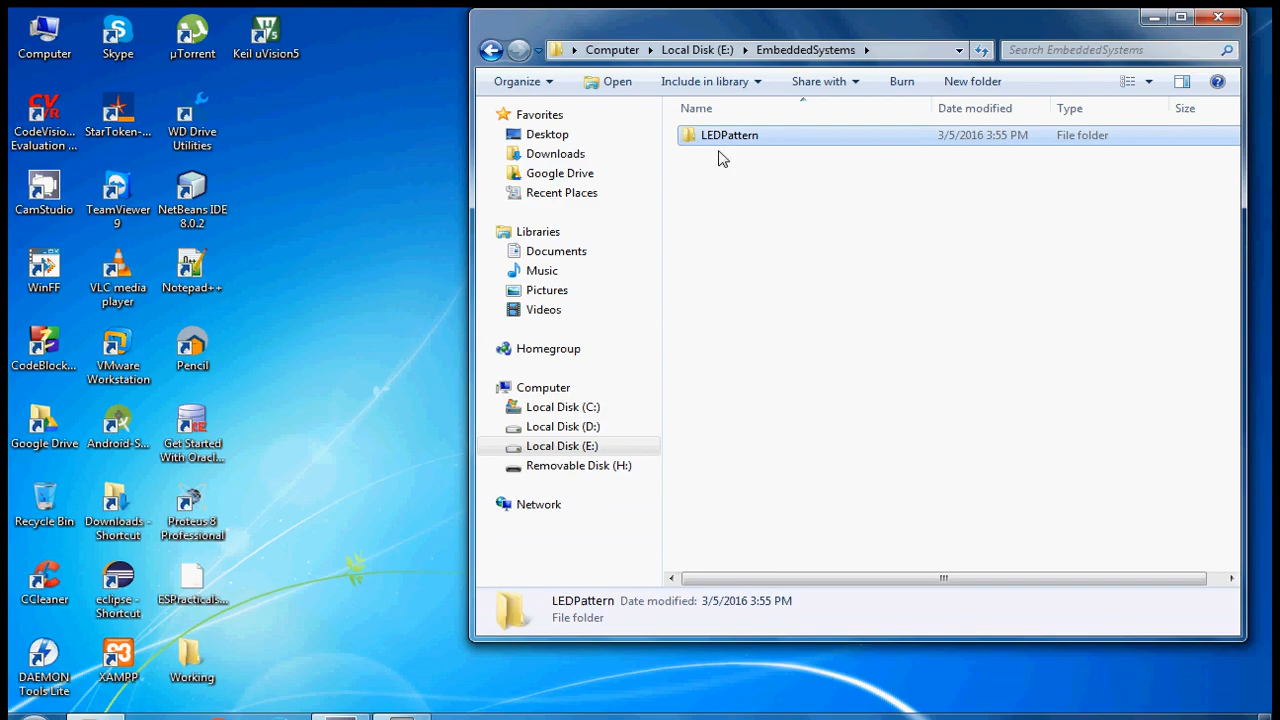 Computer
Skype
µTorrent
Keil uVision5
CodeVision...
Evaluation ...
StarToken-...
WD Drive
Utilities
CamStudio
TeamViewer
9
NetBeans IDE
8.0.2
WinFF
VLC media
player
Notepad++
CodeBlock...
VMware
Workstation
Pencil
Google Drive
Android-S...
Get Started
With Oracl...
Recycle Bin
Downloads -
Shortcut
Proteus 8
Professional
CCleaner
eclipse -
Shortcut
ESPracticals...
DAEMON
Tools Lite
XAMPP
Working
Computer Local Disk (E:) EmbeddedSystems
Search EmbeddedSystems
Organize Open Include in library Share with Burn New folder
Name Date modified Type Size
LEDPattern 3/5/2016 3:55 PM File folder
Favorites
Desktop
Downloads
Google Drive
Recent Places
Libraries
Documents
Music
Pictures
Videos
Homegroup
Computer
Local Disk (C:)
Local Disk (D:)
Local Disk (E:)
Removable Disk (H:)
Network
LEDPattern Date modified: 3/5/2016 3:55 PM
File folder